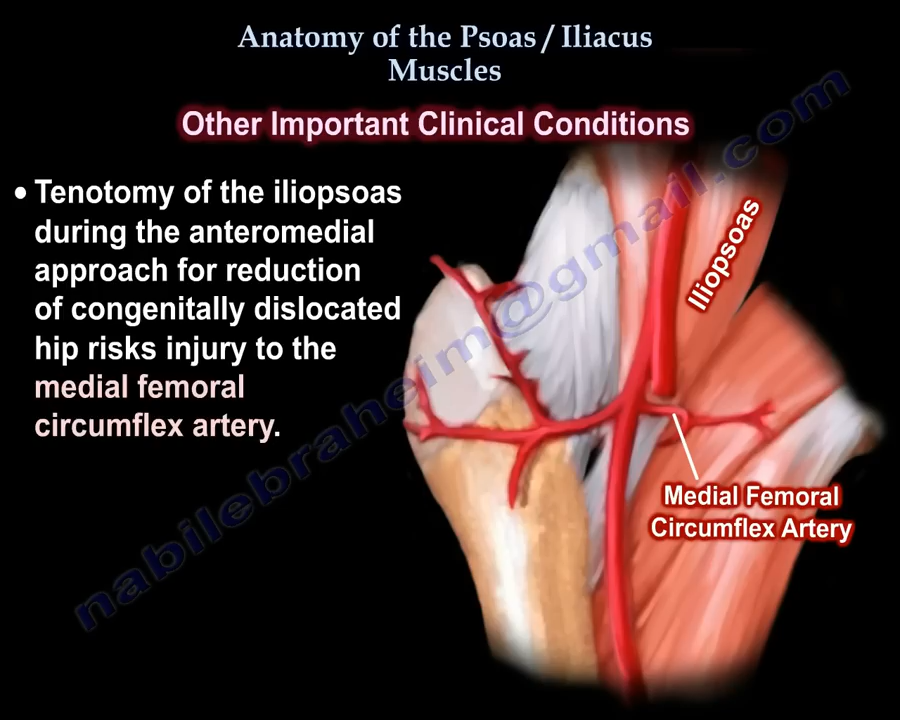 Anatomy of the Psoas / Iliacus
Muscles
Other Important Clinical Conditions
• Tenotomy of the iliopsoas
during the anteromedial
approach for reduction
of congenitally dislocated
hip risks injury to the
medial femoral
circumflex artery.
Iliopsoas
Medial Femoral
Circumflex Artery
nabilebraheim@gmail.com